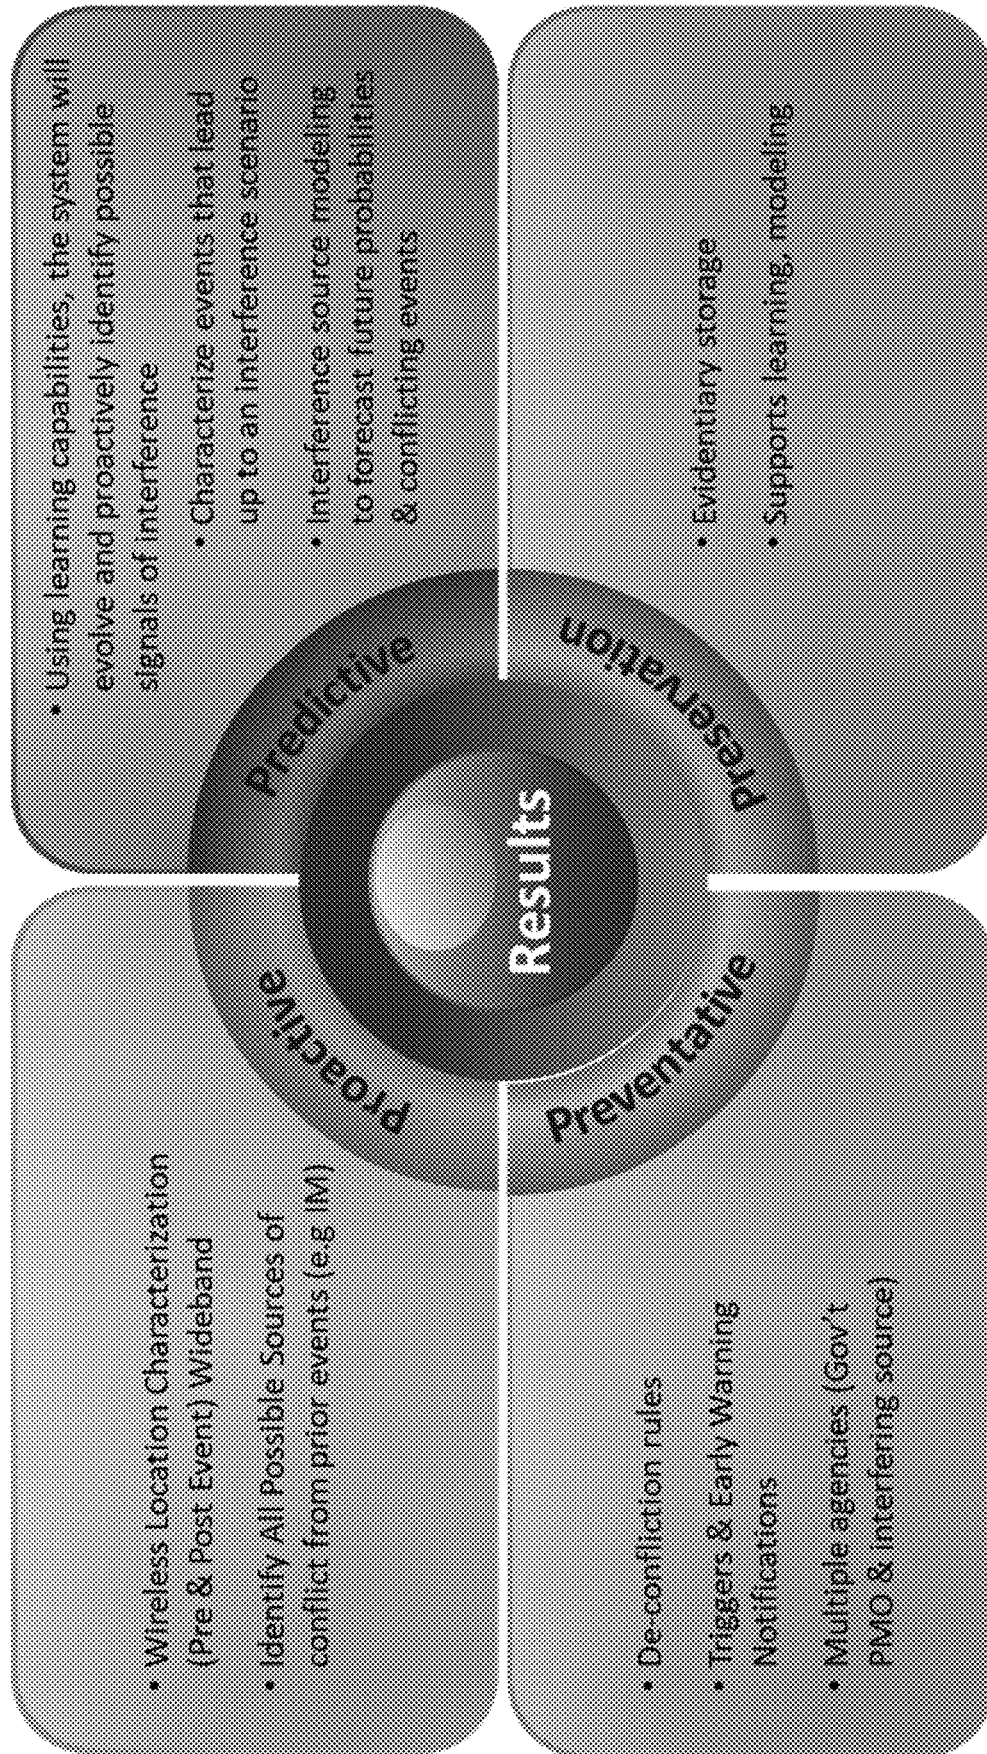 • Wireless Location Characterization
(Pre & Post Event) Wideband
• Identify All Possible Sources of
conflict from prior events (e.g IM)
Proactive
• Using learning capabilities, the system will
evolve and proactively identify possible
signals of interference
• Characterize events that lead
up to an interference scenario
• Interference source modeling
to forecast future probabilities
& conflicting events
Predictive
Results
Preventative
• De-confliction rules
• Triggers & Early Warning
Notifications
• Multiple agencies (Gov't
PMO & interfering source)
Preservation
• Evidentiary storage
• Supports learning, modeling